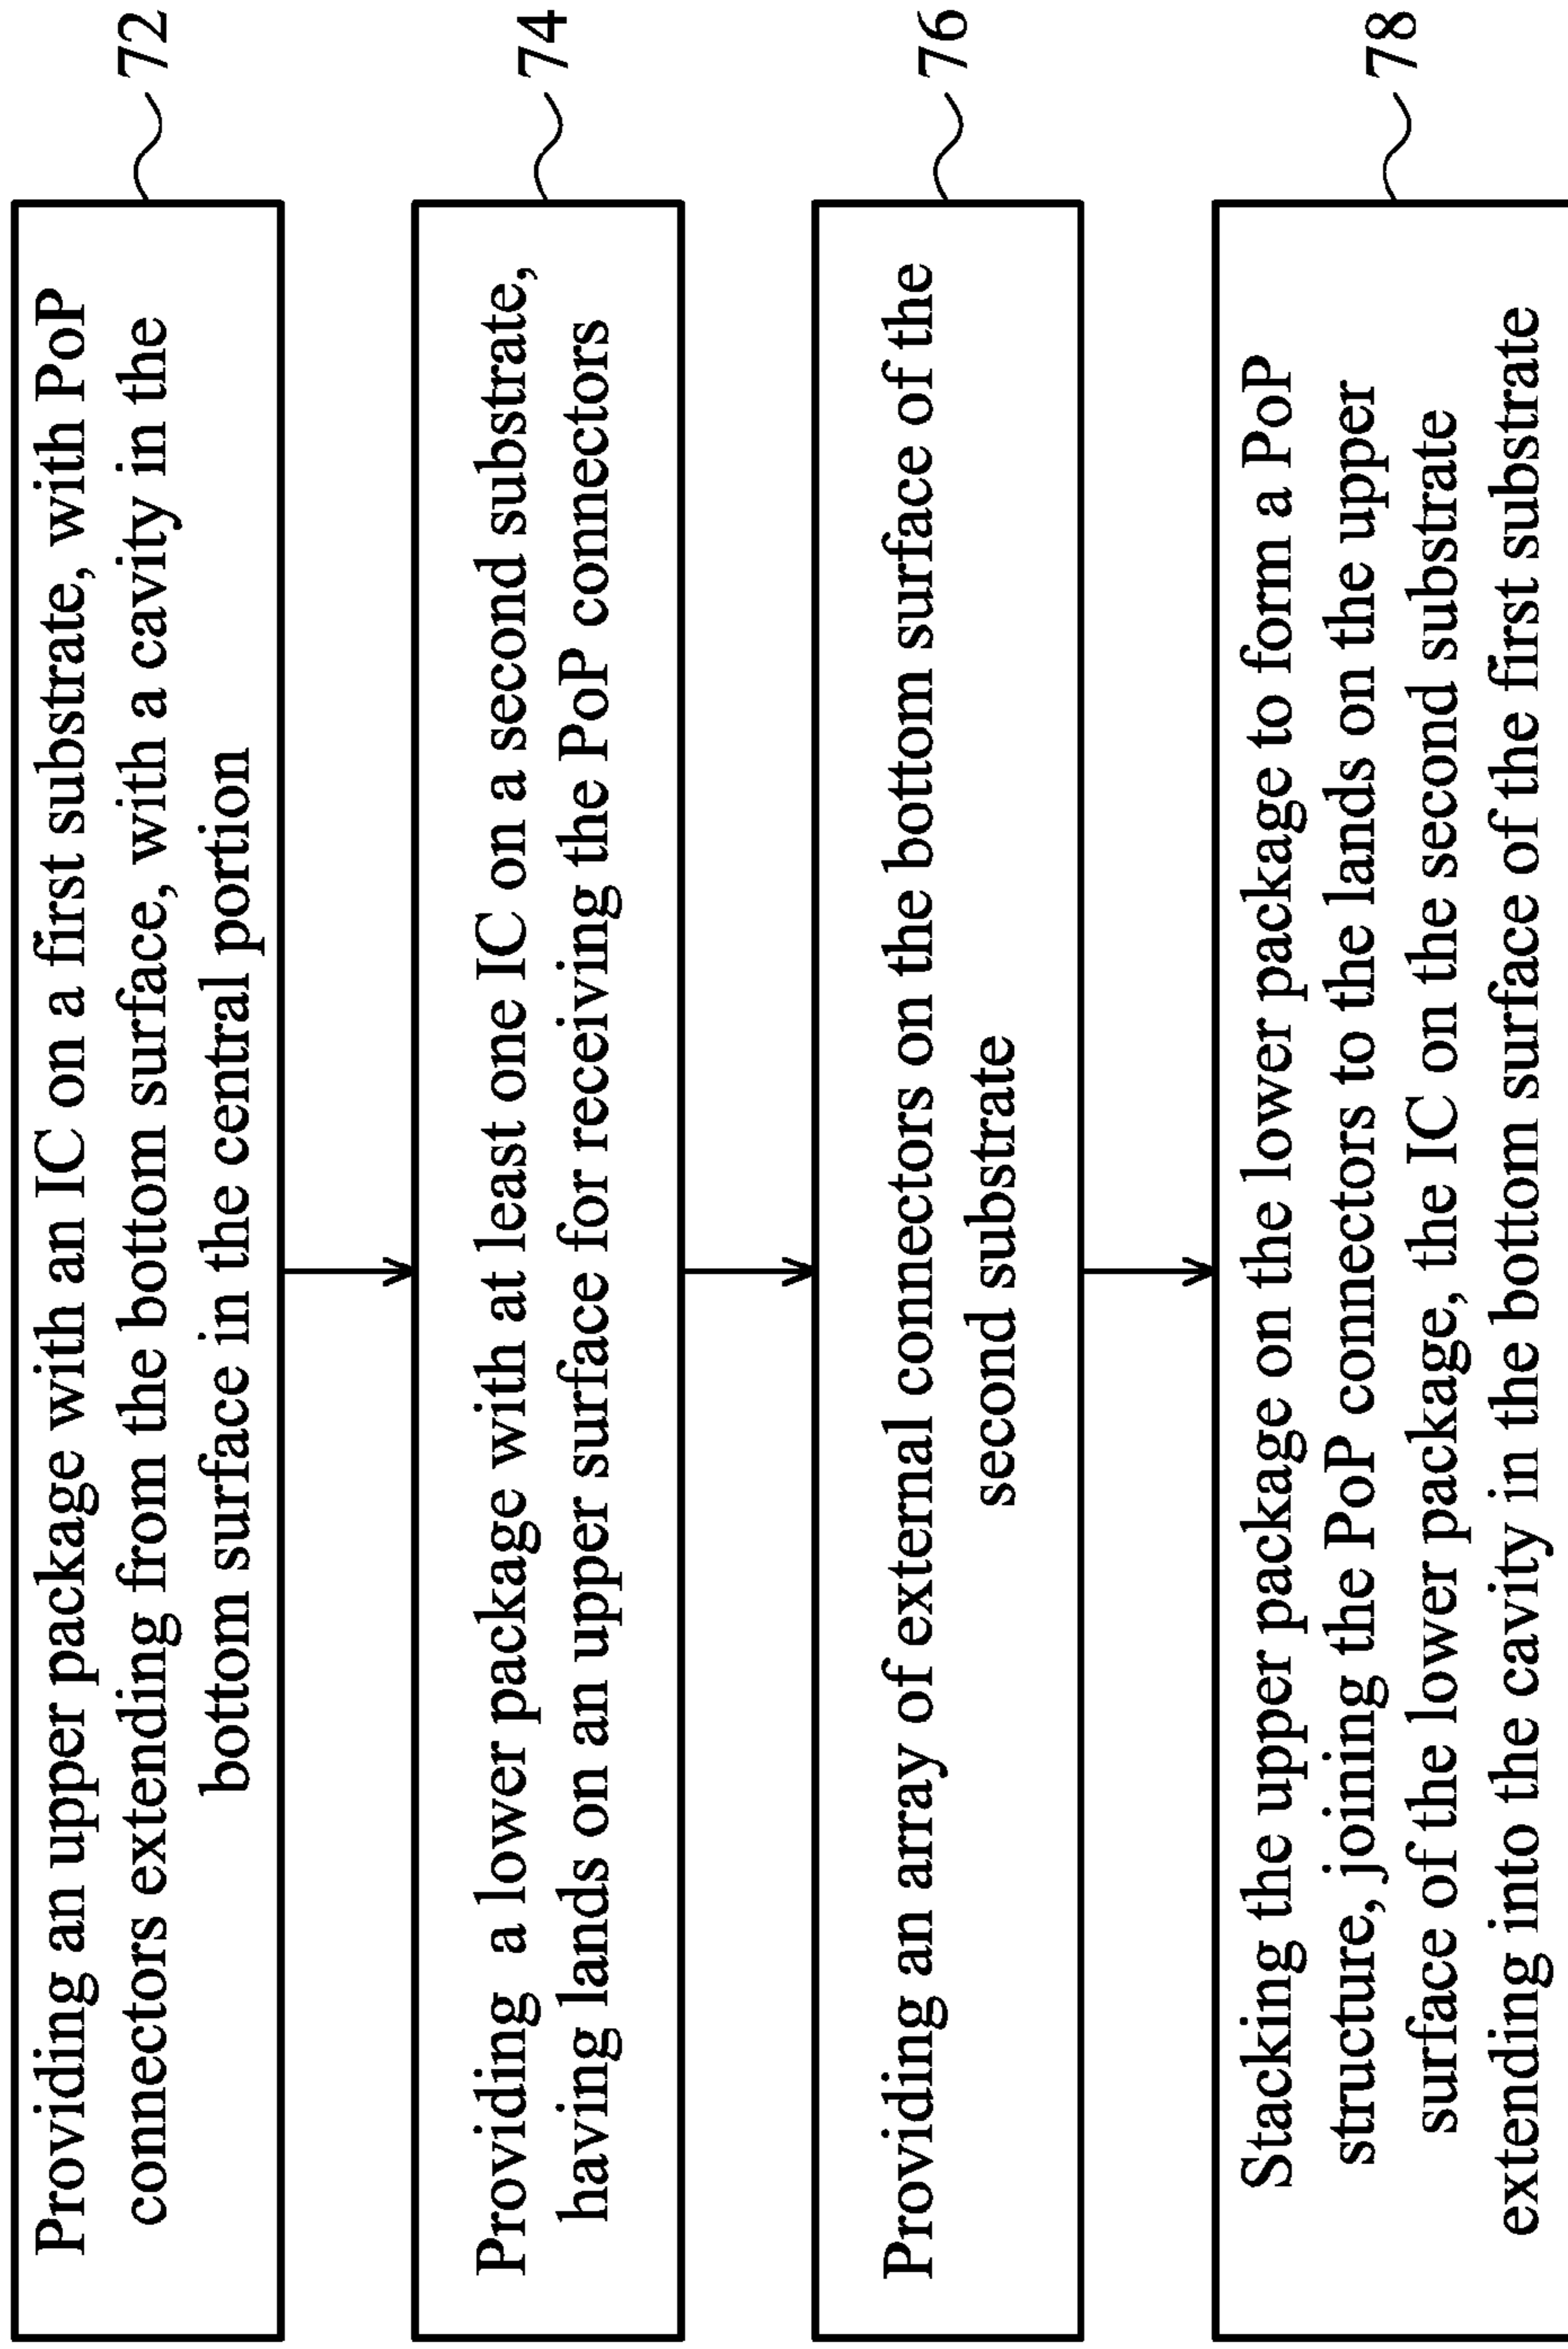 Providing an upper package with an IC on a first substrate, with PoP
connectors extending from the bottom surface, with a cavity in the
bottom surface in the central portion
72
Providing a lower package with at least one IC on a second substrate,
having lands on an upper surface for receiving the PoP connectors
74
Providing an array of external connectors on the bottom surface of the
second substrate
76
Stacking the upper package on the lower package to form a PoP
structure, joining the PoP connectors to the lands on the upper
surface of the lower package, the IC on the second substrate
extending into the cavity in the bottom surface of the first substrate
78